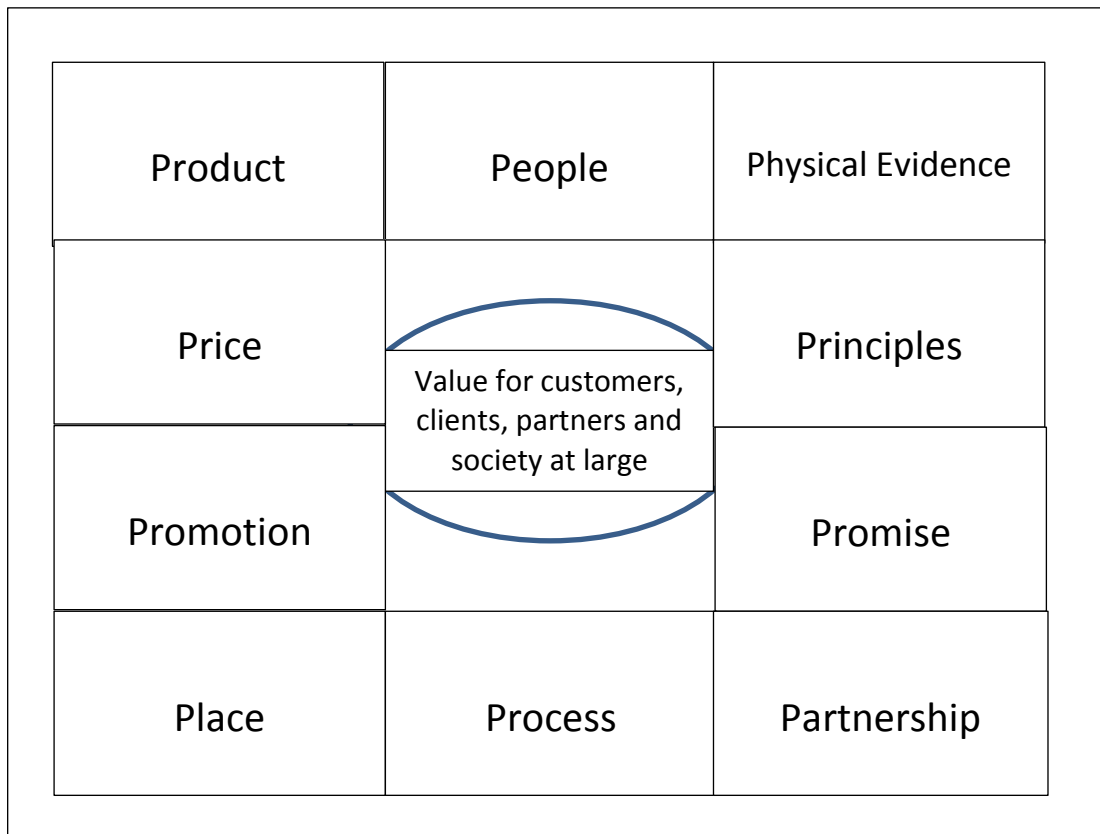 Product
People
Physical Evidence
Price
Principles
Value for customers,
clients, partners and
society at large
Promotion
Promise
Place
Process
Partnership